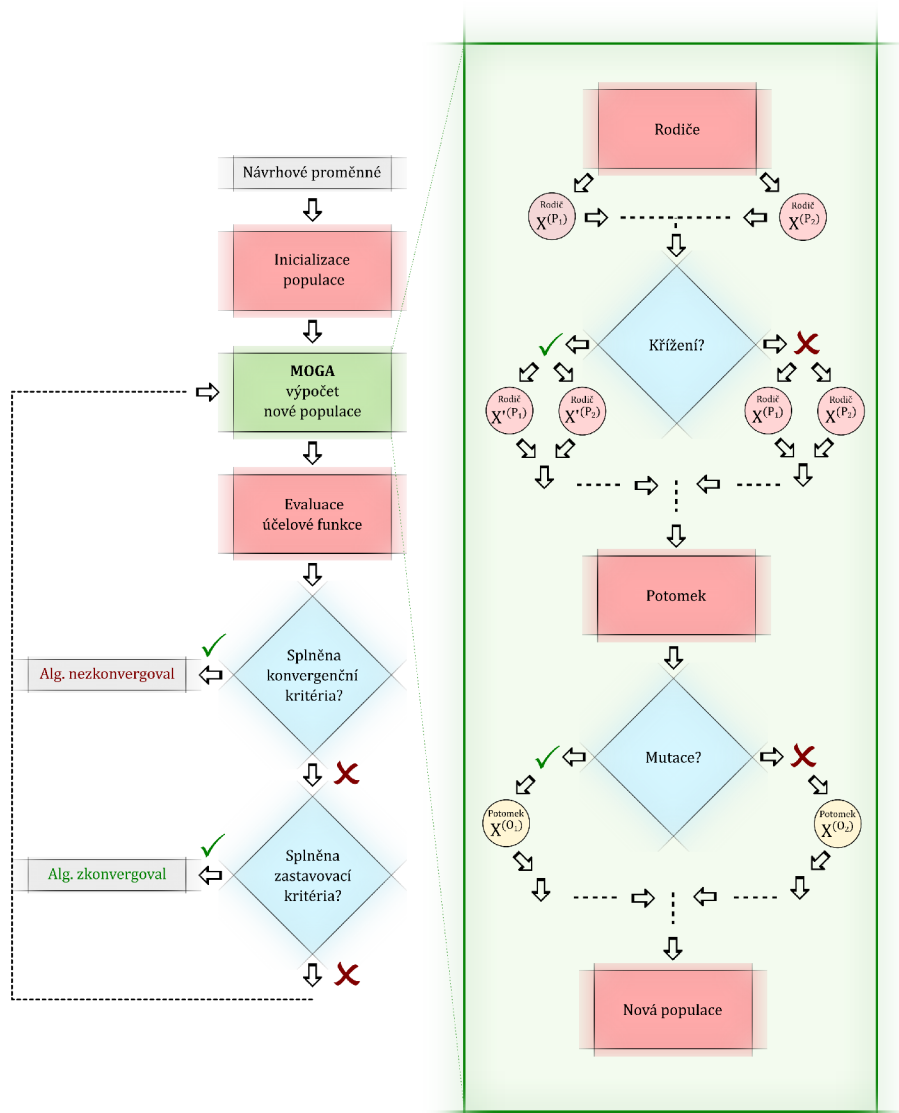 Návrhové proměnné
Inicializace
populace
MOGA
výpočet
nové populace
Evaluace
účelové funkce
Splněna
konvergenční
kritéria?
Alg. nezkonvergoval
Splněna
zastavovací
kritéria?
Alg. zkonvergoval
Rodiče
Rodič
X(P1)
Rodič
X(P2)
Křížení?
Rodič
X'(P1)
Rodič
X'(P2)
Rodič
X(P1)
Rodič
X(P2)
Potomek
Mutace?
Potomek
X(O1)
Potomek
X(O2)
Nová populace